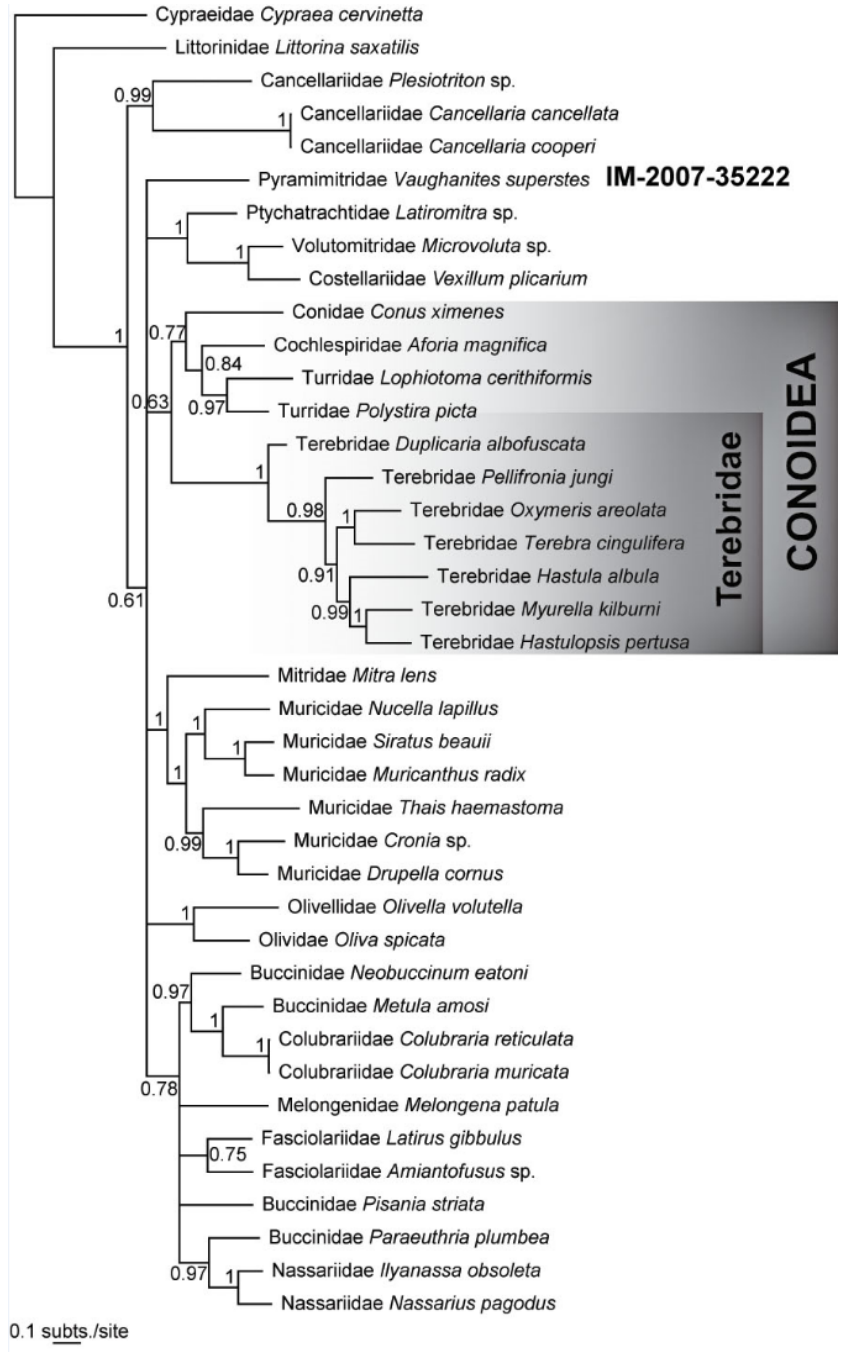 Cypraeidae Cypraea cervinetta
Littorinidae Littorina saxatilis
Cancellariidae Plesiotriton sp.
0.99
Cancellariidae Cancellaria cancellata
1
Cancellariidae Cancellaria cooperi
Pyramimitridae Vaughanites superstes IM-2007-35222
Ptychatrachtidae Latiromitra sp.
1
Volutomitridae Microvoluta sp.
1
Costellariidae Vexillum plicarium
Conidae Conus ximenes
1
0.77
Cochlespiridae Aforia magnifica
0.84
Turridae Lophiotoma cerithiformis
0.63
0.97
Turridae Polystira picta
CONOIDEA
Terebridae Duplicaria albofuscata
1
Terebridae Pellifronia jungi
Terebridae
0.98
Terebridae Oxymeris areolata
1
Terebridae Terebra cingulifera
0.91
Terebridae Hastula albula
0.61
0.99
1
Terebridae Myurella kilburni
Terebridae Hastulopsis pertusa
Mitridae Mitra lens
1
Muricidae Nucella lapillus
1
Muricidae Siratus beauii
1
1
Muricidae Muricanthus radix
Muricidae Thais haemastoma
0.99
Muricidae Cronia sp.
1
Muricidae Drupella cornus
Olivellidae Olivella volutella
1
Olividae Oliva spicata
Buccinidae Neobuccinum eatoni
0.97
Buccinidae Metula amosi
1
Colubrariidae Colubraria reticulata
1
Colubrariidae Colubraria muricata
0.78
Melongenidae Melongena patula
Fasciolariidae Latirus gibbulus
0.75
Fasciolariidae Amiantofusus sp.
Buccinidae Pisania striata
Buccinidae Paraeuthria plumbea
0.97
Nassariidae Ilyanassa obsoleta
1
Nassariidae Nassarius pagodus
0.1 subts./site